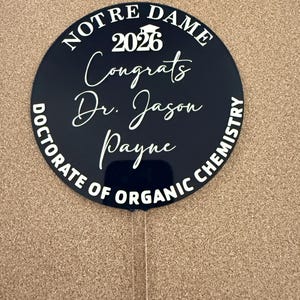 NOTRE DAME
2026
Congrats
Dr. Jason
Payne
DOCTORATE OF ORGANIC CHEMISTRY